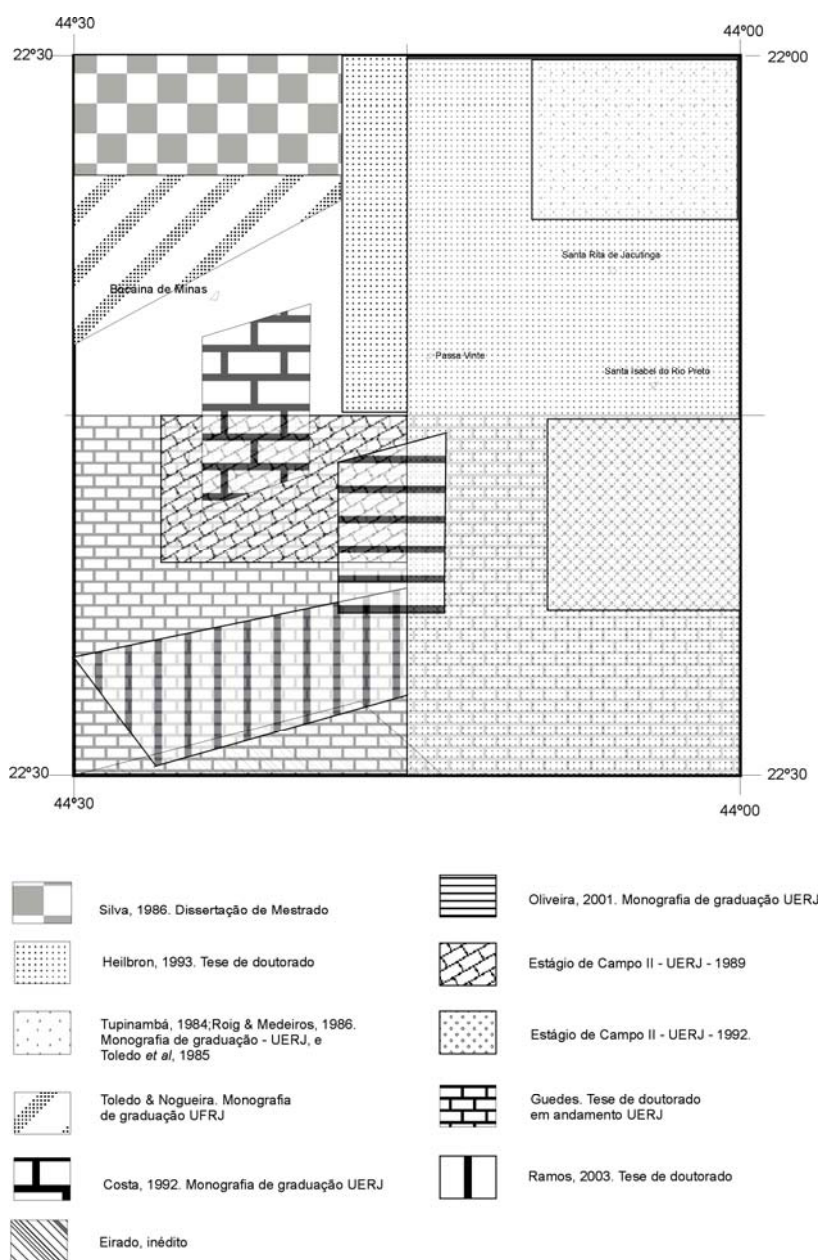 44º30
44º00
22º30
22º00
Santa Rita de Jacutinga
Bocaina de Minas
Passa Vinte
Santa Isabel do Rio Preto
22º30
22º30
44º30
44º00
Silva, 1986. Dissertação de Mestrado
Heilbron, 1993. Tese de doutorado
Tupinambá, 1984;Roig & Medeiros, 1986.
Monografia de graduação - UERJ, e
Toledo et al, 1985
Toledo & Nogueira. Monografia
de graduação UFRJ
Costa, 1992. Monografia de graduação UERJ
Eirado, inédito
Oliveira, 2001. Monografia de graduação UERJ
Estágio de Campo II - UERJ - 1989
Estágio de Campo II - UERJ - 1992.
Guedes. Tese de doutorado
em andamento UERJ
Ramos, 2003. Tese de doutorado